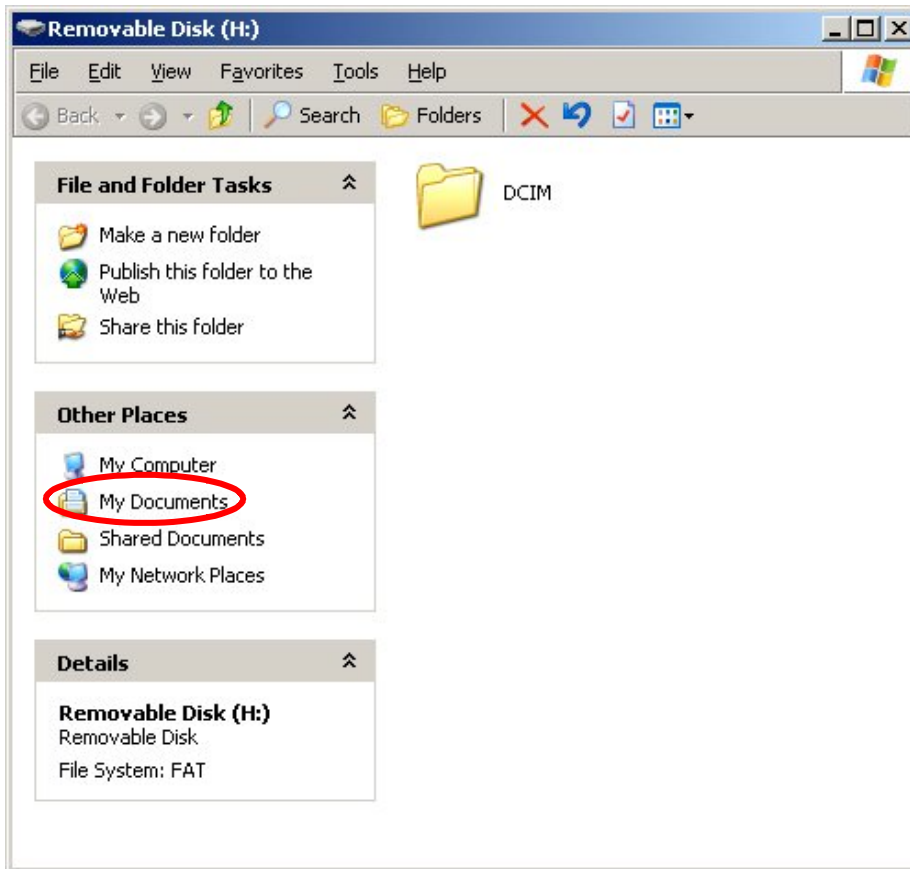 Removable Disk (H:)
File Edit View Favorites Tools Help
Back Search Folders
File and Folder Tasks
Make a new folder
Publish this folder to the
Web
Share this folder
DCIM
Other Places
My Computer
My Documents
Shared Documents
My Network Places
Details
Removable Disk (H:)
Removable Disk
File System: FAT